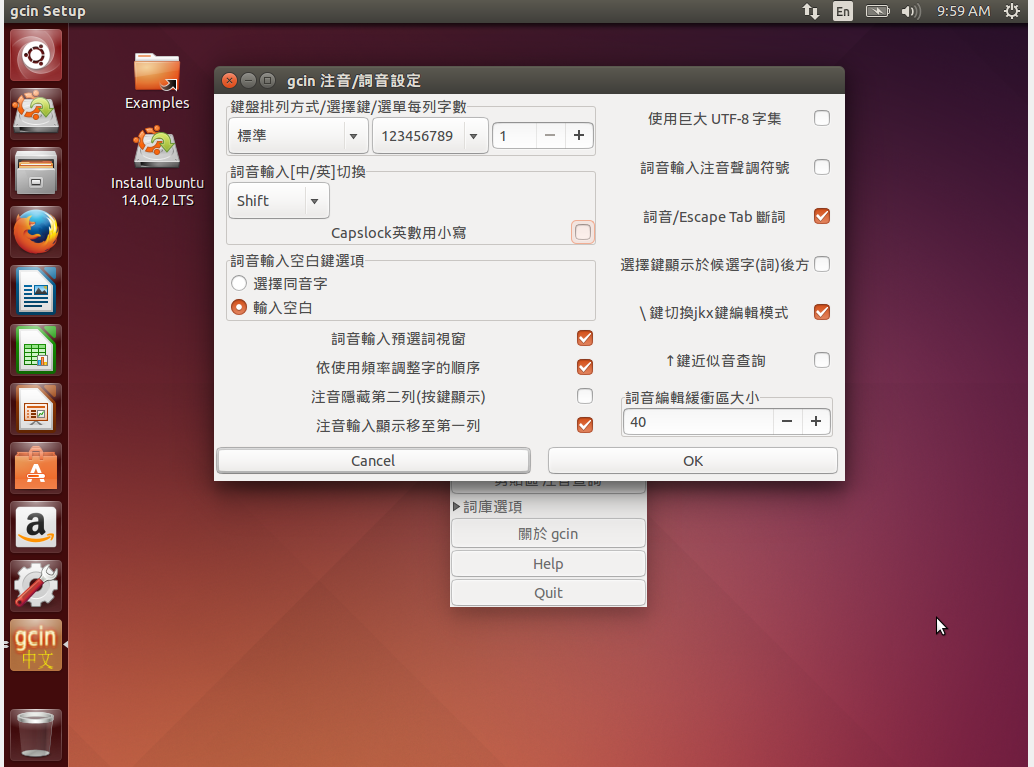 gcin Setup
En
9:59 AM
Examples
Install Ubuntu
14.04.2 LTS
gcin
中文
gcin 注音/詞音設定
鍵盤排列方式/選擇鍵/選單每列字數
標準
123456789
1
詞音輸入[中/英]切換
Shift
Capslock英數用小寫
詞音輸入空白鍵選項
選擇同音字
輸入空白
詞音輸入預選詞視窗
依使用頻率調整字的順序
注音隱藏第二列(按鍵顯示)
注音輸入顯示移至第一列
使用巨大 UTF-8 字集
詞音輸入注音聲調符號
詞音/Escape Tab 斷詞
選擇鍵顯示於候選字(詞)後方
\ 鍵切換jkx鍵編輯模式
↑鍵近似音查詢
詞音編輯緩衝區大小
40
Cancel
OK
剪貼區 注音查詢
詞庫選項
關於 gcin
Help
Quit